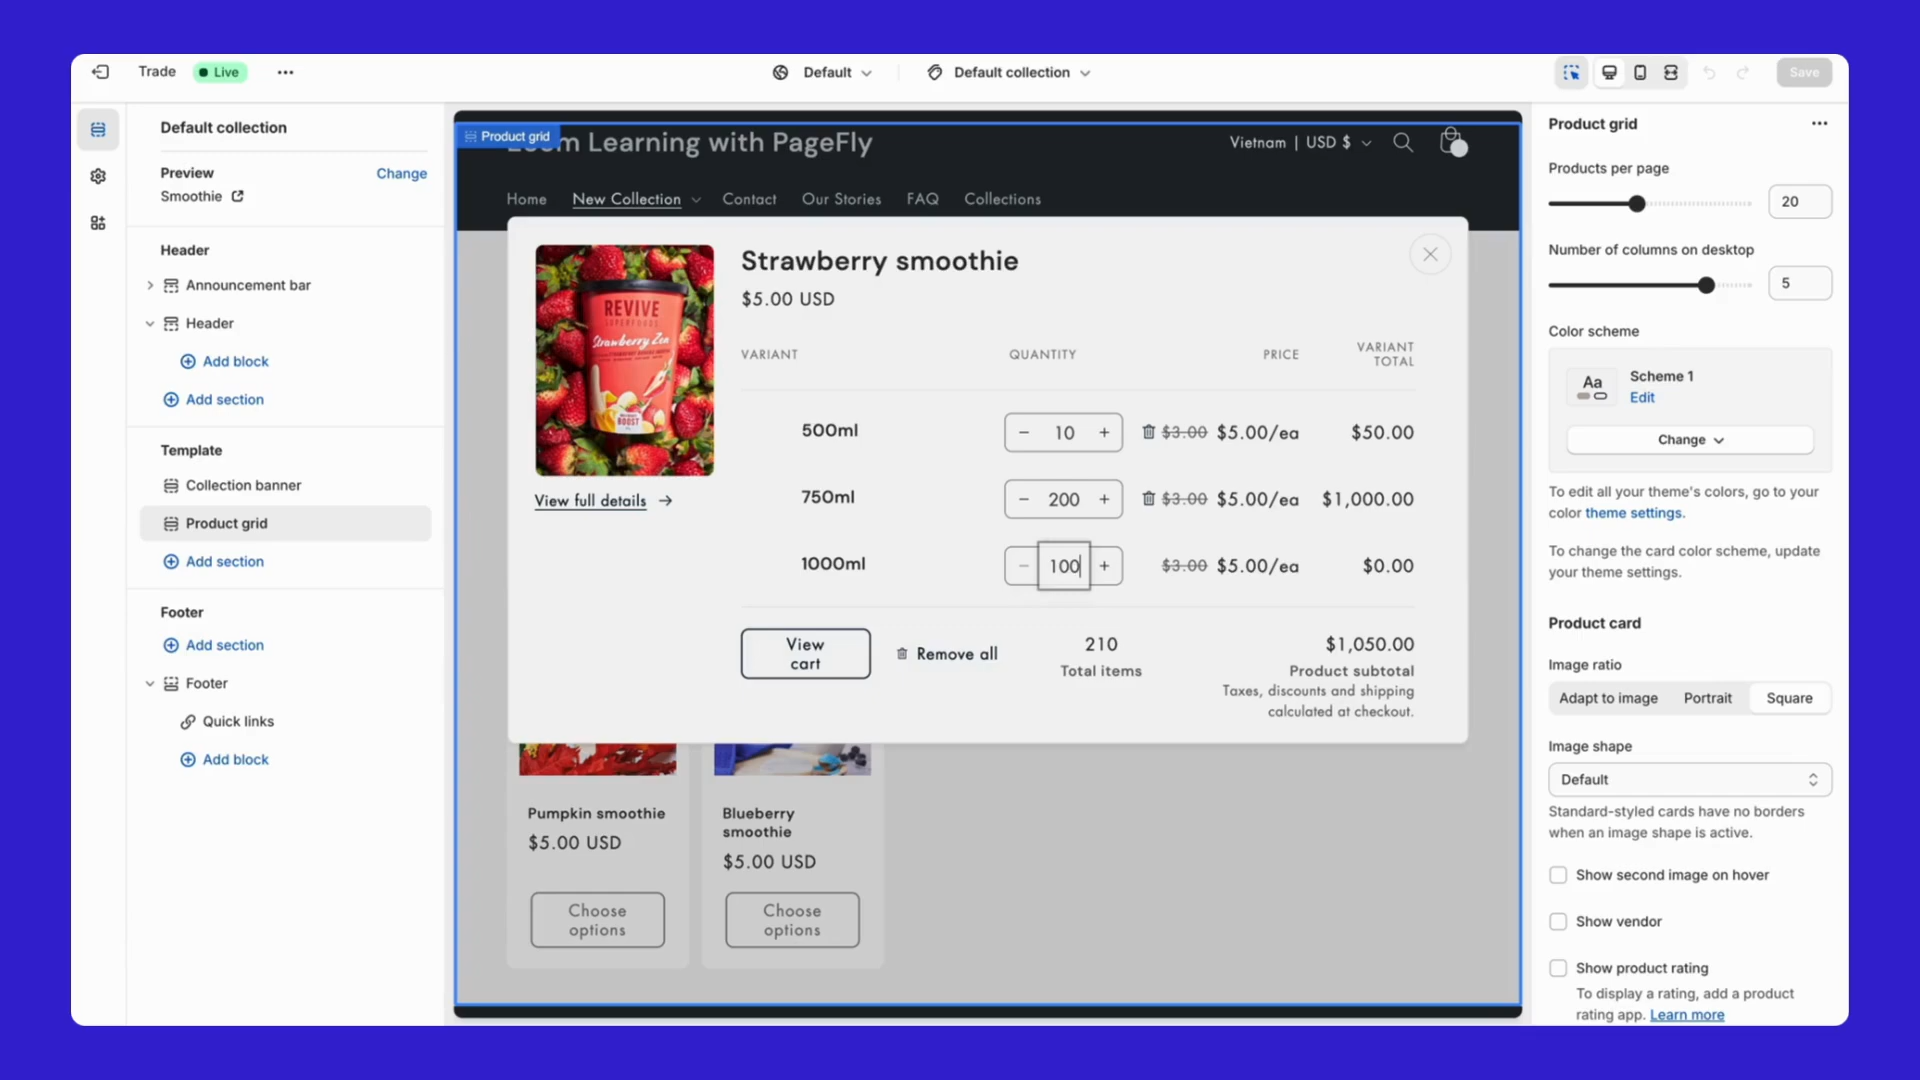 Trade
Live
Default
Default collection
Save
Default collection
Preview
Change
Smoothie
Header
Announcement bar
Header
Add block
Add section
Template
Collection banner
Product grid
Add section
Footer
Add section
Footer
Quick links
Add block
Product grid
Learning with PageFly
Vietnam | USD $
Home
New Collection
Contact
Our Stories
FAQ
Collections
REVIVE
SUPERFOODS
Strawberry Zen
BOOST
View full details →
Strawberry smoothie
$5.00 USD
VARIANT
QUANTITY
PRICE
VARIANT
TOTAL
500ml
− 10 +
$3.00 $5.00/ea
$50.00
750ml
− 200 +
$3.00 $5.00/ea
$1,000.00
1000ml
− 100 +
$3.00 $5.00/ea
$0.00
View
cart
Remove all
210
Total items
$1,050.00
Product subtotal
Taxes, discounts and shipping
calculated at checkout.
Pumpkin smoothie
$5.00 USD
Choose
options
Blueberry
smoothie
$5.00 USD
Choose
options
Product grid
Products per page
20
Number of columns on desktop
5
Color scheme
Aa
Scheme 1
Edit
Change
To edit all your theme's colors, go to your
color theme settings.
To change the card color scheme, update
your theme settings.
Product card
Image ratio
Adapt to image
Portrait
Square
Image shape
Default
Standard-styled cards have no borders
when an image shape is active.
Show second image on hover
Show vendor
Show product rating
To display a rating, add a product
rating app. Learn more